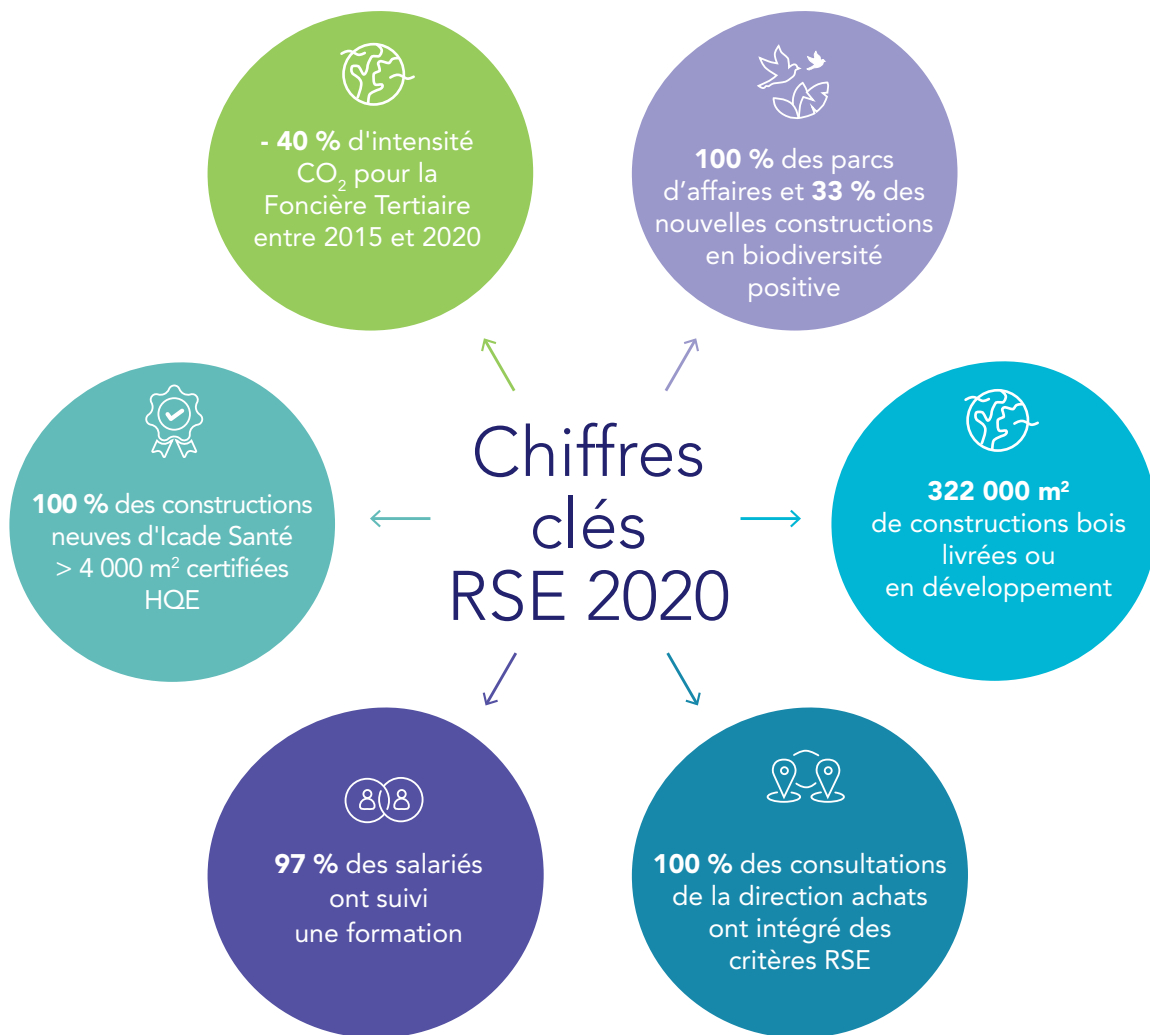 - 40 % d'intensité
CO₂ pour la
Foncière Tertiaire
entre 2015 et 2020
100 % des parcs
d’affaires et 33 % des
nouvelles constructions
en biodiversité
positive
100 % des constructions
neuves d'Icade Santé
> 4 000 m² certifiées
HQE
Chiffres
clés
RSE 2020
322 000 m²
de constructions bois
livrées ou
en développement
97 % des salariés
ont suivi
une formation
100 % des consultations
de la direction achats
ont intégré des
critères RSE